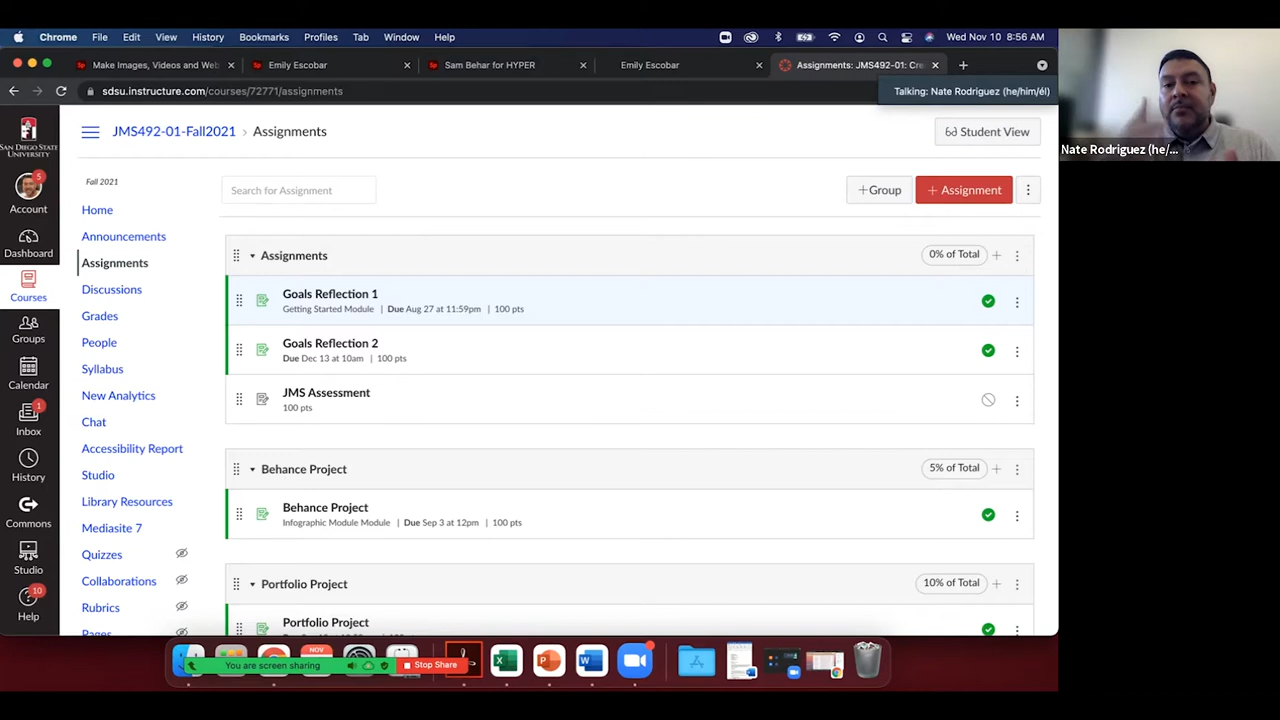 Chrome File Edit View History Bookmarks Profiles Tab Window Help Wed Nov 10 8:56 AM
Make Images, Videos and Web Emily Escobar Sam Behar for HYPER Emily Escobar Assignments: JMS492-01: Cre
sdsu.instructure.com/courses/72771/assignments
Talking: Nate Rodriguez (he/him/él)
Nate Rodriguez (he/...
SAN DIEGO STATE
UNIVERSITY
5
Account
Dashboard
Courses
Groups
Calendar
1
Inbox
History
Commons
Studio
10
Help
JMS492-01-Fall2021 › Assignments
Student View
Fall 2021
Home
Announcements
Assignments
Discussions
Grades
People
Syllabus
New Analytics
Chat
Accessibility Report
Studio
Library Resources
Mediasite 7
Quizzes
Collaborations
Rubrics
Pages
Search for Assignment
+Group
+ Assignment
Assignments
0% of Total +
Goals Reflection 1
Getting Started Module | Due Aug 27 at 11:59pm | 100 pts
Goals Reflection 2
Due Dec 13 at 10am | 100 pts
JMS Assessment
100 pts
Behance Project
5% of Total +
Behance Project
Infographic Module Module | Due Sep 3 at 12pm | 100 pts
Portfolio Project
10% of Total +
Portfolio Project
NOV
You are screen sharing
Stop Share